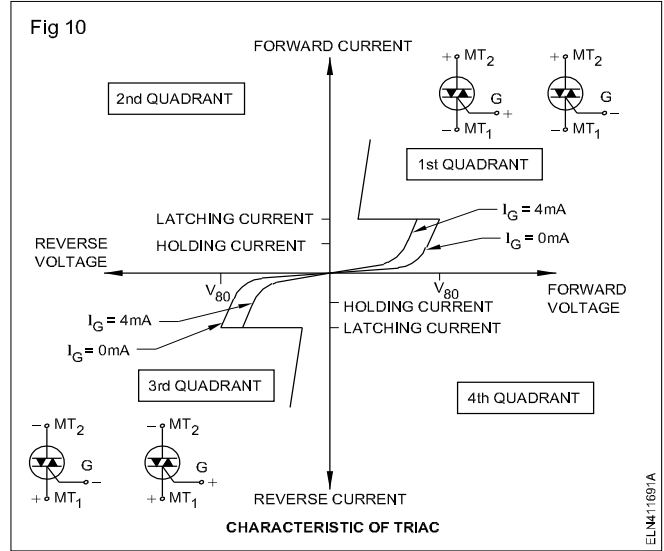 Fig 10
FORWARD CURRENT
+ MT2
+ MT2
2nd QUADRANT
G
G
+
−
− MT1
− MT1
1st QUADRANT
LATCHING CURRENT
IG = 4mA
REVERSE VOLTAGE
HOLDING CURRENT
IG = 0mA
V80
V80
FORWARD VOLTAGE
IG = 4mA
HOLDING CURRENT
LATCHING CURRENT
IG = 0mA
3rd QUADRANT
4th QUADRANT
− MT2
− MT2
G
G
−
+
+ MT1
+ MT1
REVERSE CURRENT
CHARACTERISTIC OF TRIAC
ELN411691A